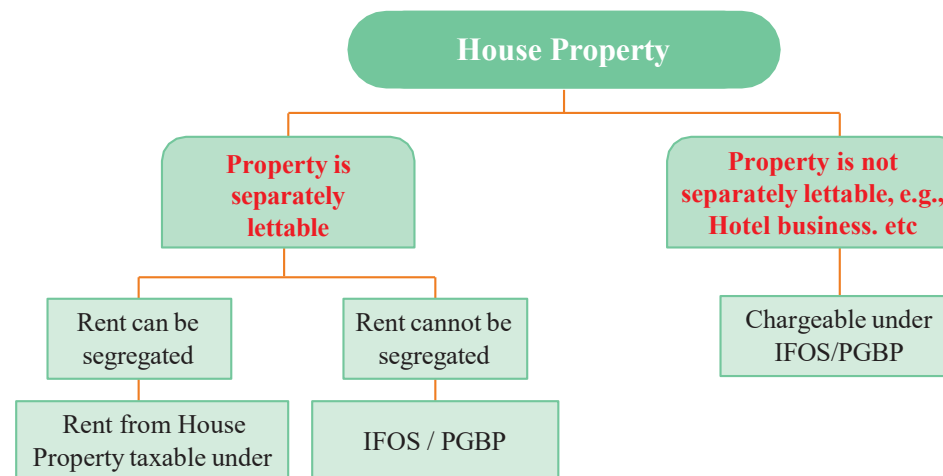 House Property
Property is
separately
lettable
Property is not
separately lettable, e.g.,
Hotel business. etc
Rent can be
segregated
Rent cannot be
segregated
Chargeable under
IFOS/PGBP
Rent from House
Property taxable under
IFOS / PGBP